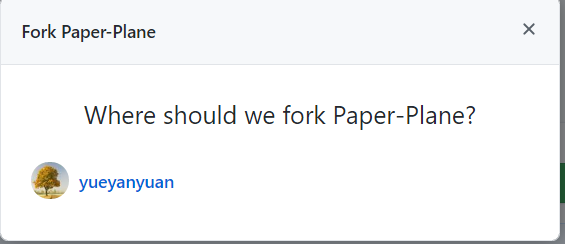 Fork Paper-Plane
Where should we fork Paper-Plane?
yueyanyuan